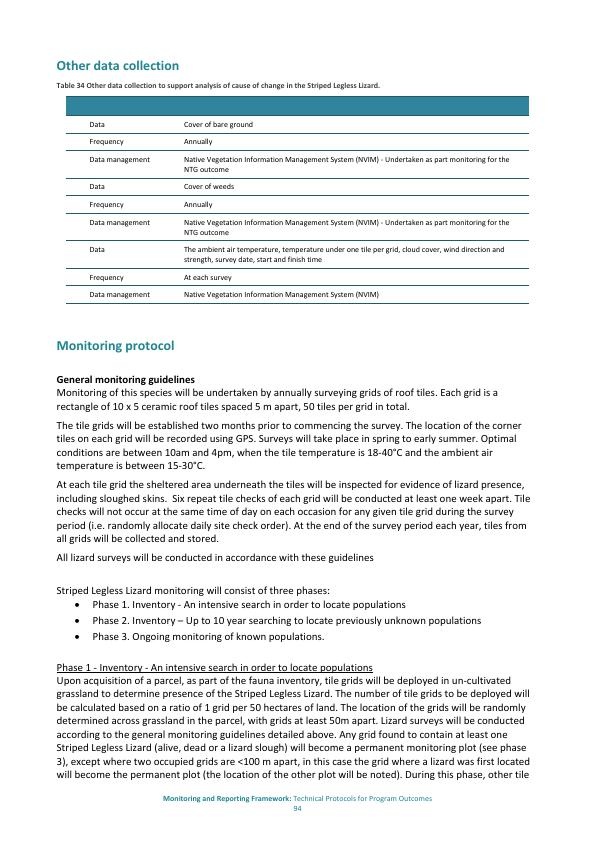 Other data collection
Table 34 Other data collection to support analysis of cause of change in the Striped Legless Lizard.
Data Cover of bare ground
Frequency Annually
Data management Native Vegetation Information Management System (NVIM) - Undertaken as part monitoring for the
NTG outcome
Data Cover of weeds
Frequency Annually
Data management Native Vegetation Information Management System (NVIM) - Undertaken as part monitoring for the
NTG outcome
Data The ambient air temperature, temperature under one tile per grid, cloud cover, wind direction and
strength, survey date, start and finish time
Frequency At each survey
Data management Native Vegetation Information Management System (NVIM)
Monitoring protocol
General monitoring guidelines
Monitoring of this species will be undertaken by annually surveying grids of roof tiles. Each grid is a
rectangle of 10 x 5 ceramic roof tiles spaced 5 m apart, 50 tiles per grid in total.
The tile grids will be established two months prior to commencing the survey. The location of the corner
tiles on each grid will be recorded using GPS. Surveys will take place in spring to early summer. Optimal
conditions are between 10am and 4pm, when the tile temperature is 18-40°C and the ambient air
temperature is between 15-30°C.
At each tile grid the sheltered area underneath the tiles will be inspected for evidence of lizard presence,
including sloughed skins.  Six repeat tile checks of each grid will be conducted at least one week apart. Tile
checks will not occur at the same time of day on each occasion for any given tile grid during the survey
period (i.e. randomly allocate daily site check order). At the end of the survey period each year, tiles from
all grids will be collected and stored.
All lizard surveys will be conducted in accordance with these guidelines
Striped Legless Lizard monitoring will consist of three phases:
• Phase 1. Inventory - An intensive search in order to locate populations
• Phase 2. Inventory – Up to 10 year searching to locate previously unknown populations
• Phase 3. Ongoing monitoring of known populations.
Phase 1 - Inventory - An intensive search in order to locate populations
Upon acquisition of a parcel, as part of the fauna inventory, tile grids will be deployed in un-cultivated
grassland to determine presence of the Striped Legless Lizard. The number of tile grids to be deployed will
be calculated based on a ratio of 1 grid per 50 hectares of land. The location of the grids will be randomly
determined across grassland in the parcel, with grids at least 50m apart. Lizard surveys will be conducted
according to the general monitoring guidelines detailed above. Any grid found to contain at least one
Striped Legless Lizard (alive, dead or a lizard slough) will become a permanent monitoring plot (see phase
3), except where two occupied grids are <100 m apart, in this case the grid where a lizard was first located
will become the permanent plot (the location of the other plot will be noted). During this phase, other tile
Monitoring and Reporting Framework: Technical Protocols for Program Outcomes
94